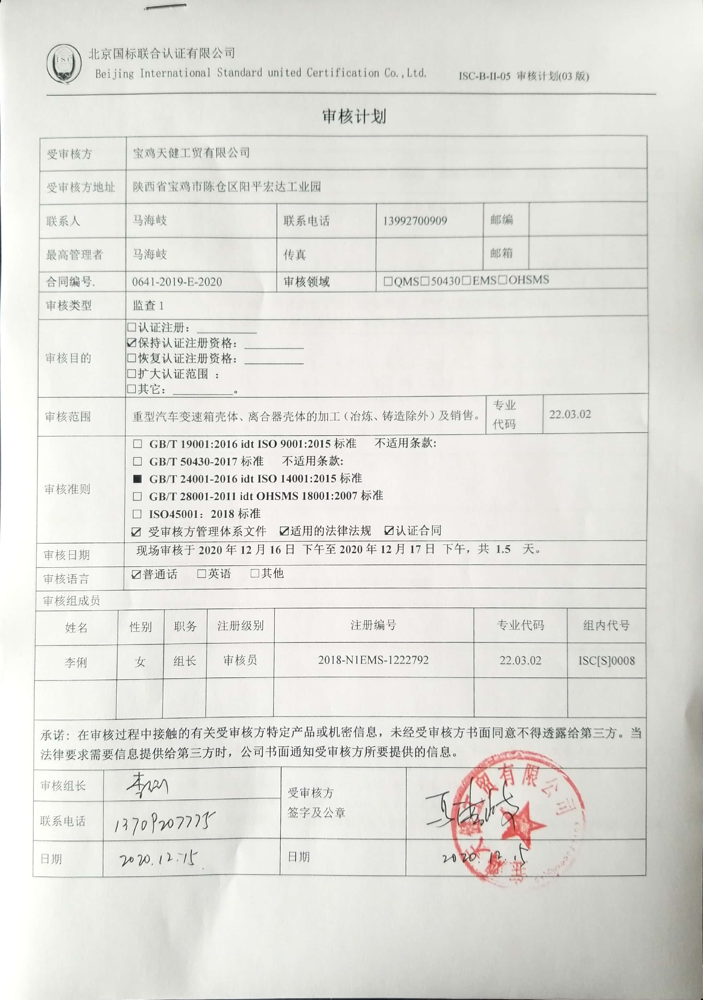 ISC
北京国标联合认证有限公司
Beijing International Standard united Certification Co.,Ltd.
ISC-B-II-05 审核计划(03 版)
审核计划
受审核方 宝鸡天健工贸有限公司
受审核方地址 陕西省宝鸡市陈仓区阳平宏达工业园
联系人 马海岐 联系电话 13992700909 邮编
最高管理者 马海岐 传真 邮箱
合同编号. 0641-2019-E-2020 审核领域 □QMS□50430□EMS□OHSMS
审核类型 监查 1
审核目的
□认证注册：
☑保持认证注册资格：
□恢复认证注册资格：
□扩大认证范围 ：
□其它： 。
审核范围 重型汽车变速箱壳体、离合器壳体的加工（冶炼、铸造除外）及销售。 专业代码 22.03.02
审核准则
□ GB/T 19001:2016 idt ISO 9001:2015 标准 不适用条款:
□ GB/T 50430-2017 标准 不适用条款:
■ GB/T 24001-2016 idt ISO 14001:2015 标准
□ GB/T 28001-2011 idt OHSMS 18001:2007 标准
□ ISO45001：2018 标准
☑ 受审核方管理体系文件 ☑适用的法律法规 ☑认证合同
审核日期 现场审核于 2020 年 12 月 16 日 下午至 2020 年 12 月 17 日 下午，共 1.5 天。
审核语言 ☑普通话 □英语 □其他
审核组成员
姓名 性别 职务 注册级别 注册编号 专业代码 组内代号
李俐 女 组长 审核员 2018-N1EMS-1222792 22.03.02 ISC[S]0008
承诺：在审核过程中接触的有关受审核方特定产品或机密信息，未经受审核方书面同意不得透露给第三方。当
法律要求需要信息提供给第三方时，公司书面通知受审核方所要提供的信息。
审核组长 李俐
受审核方
签字及公章 马海岐
联系电话 13709207775
日期 2020.12.15 日期 2020.12.15
宝鸡天健工贸有限公司